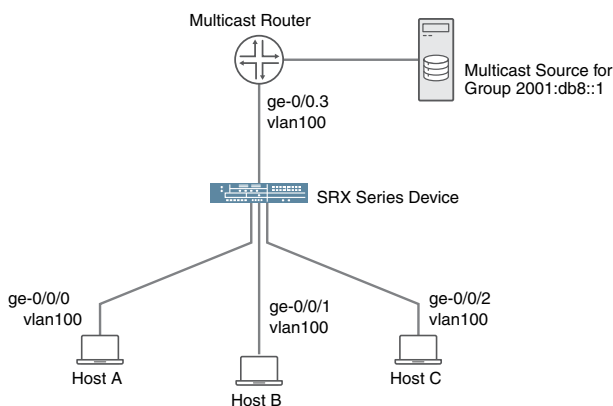 Multicast Router
Multicast Source for
Group 2001:db8::1
ge-0/0.3
vlan100
SRX Series Device
ge-0/0/0
vlan100
ge-0/0/1
vlan100
ge-0/0/2
vlan100
Host A
Host B
Host C